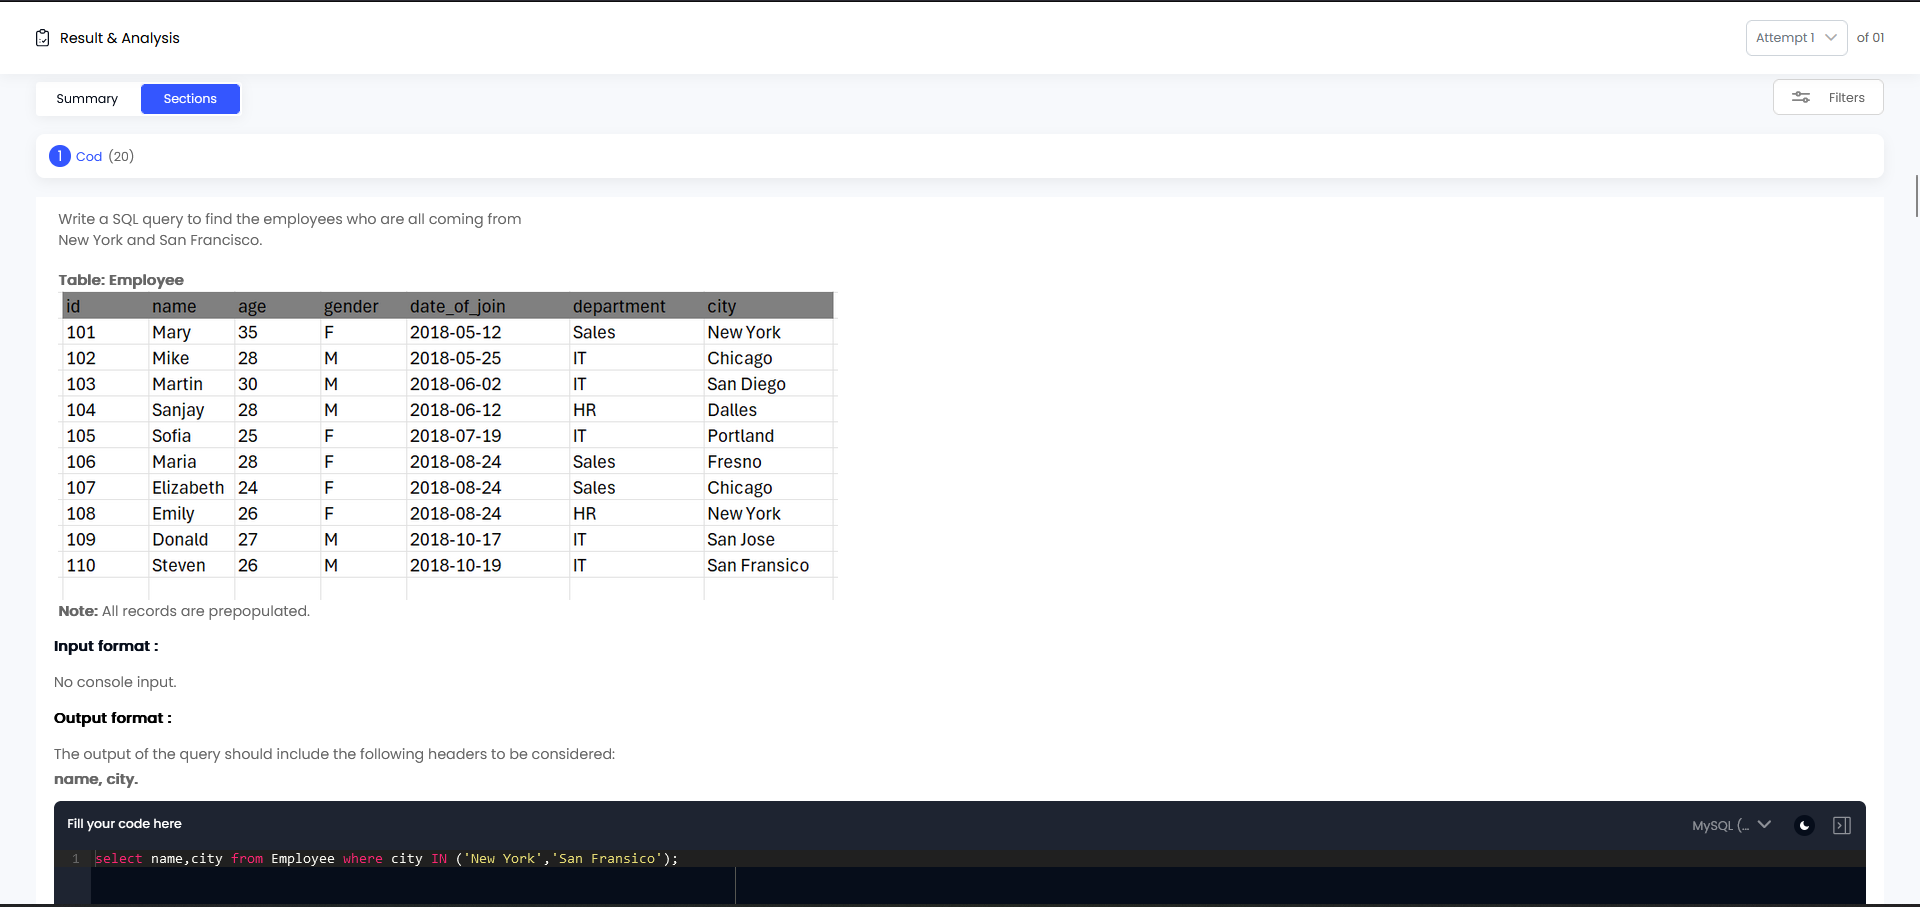 Result & Analysis
Attempt 1 of 01
Summary Sections Filters
1 Cod (20)
Write a SQL query to find the employees who are all coming from
New York and San Francisco.
Table: Employee
id name age gender date_of_join department city
101 Mary 35 F 2018-05-12 Sales New York
102 Mike 28 M 2018-05-25 IT Chicago
103 Martin 30 M 2018-06-02 IT San Diego
104 Sanjay 28 M 2018-06-12 HR Dalles
105 Sofia 25 F 2018-07-19 IT Portland
106 Maria 28 F 2018-08-24 Sales Fresno
107 Elizabeth 24 F 2018-08-24 Sales Chicago
108 Emily 26 F 2018-08-24 HR New York
109 Donald 27 M 2018-10-17 IT San Jose
110 Steven 26 M 2018-10-19 IT San Fransico
Note: All records are prepopulated.
Input format :
No console input.
Output format :
The output of the query should include the following headers to be considered:
name, city.
Fill your code here MySQL (...
1 select name,city from Employee where city IN ('New York','San Fransico');